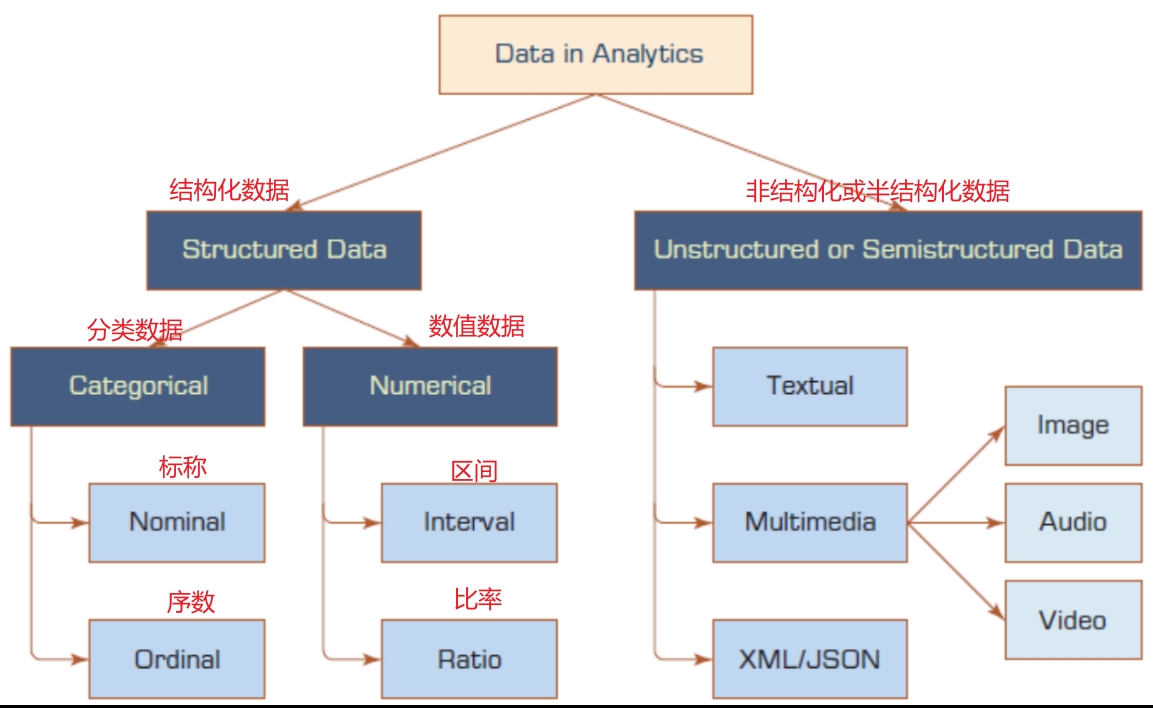 Data in Analytics
结构化数据
非结构化或半结构化数据
Structured Data
Unstructured or Semistructured Data
分类数据
数值数据
Categorical
Numerical
Textual
Image
标称
区间
Nominal
Interval
Multimedia
Audio
序数
比率
Ordinal
Ratio
XML/JSON
Video